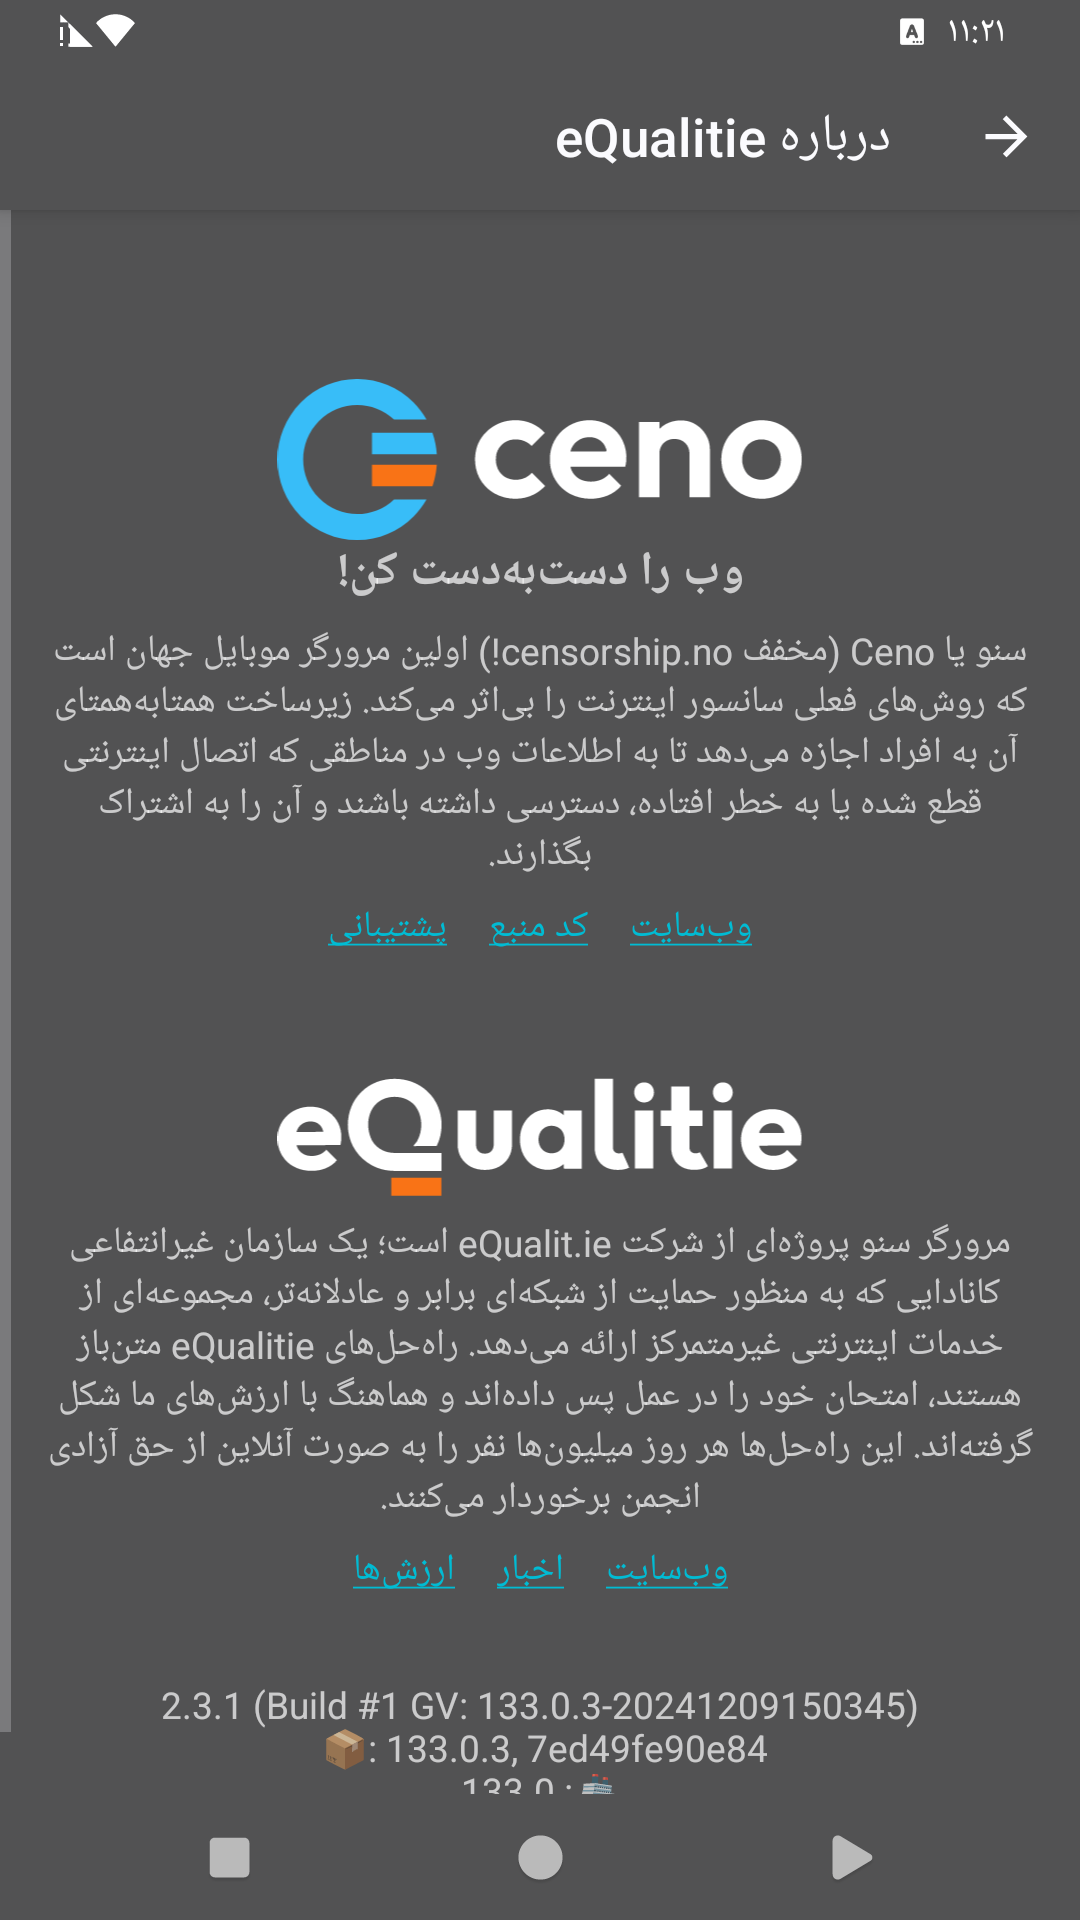 ۱۱:۲۱
درباره eQualitie
ceno
وب را دست‌به‌دست کن!
سنو یا Ceno (مخفف censorship.no!) اولین مرورگر موبایل جهان است
که روش‌های فعلی سانسور اینترنت را بی‌اثر می‌کند. زیرساخت همتابه‌همتای
آن به افراد اجازه می‌دهد تا به اطلاعات وب در مناطقی که اتصال اینترنتی
قطع شده یا به خطر افتاده، دسترسی داشته باشند و آن را به اشتراک
بگذارند.
وب‌سایت کد منبع پشتیبانی
eQualitie
مرورگر سنو پروژه‌ای از شرکت eQualit.ie است؛ یک سازمان غیرانتفاعی
کانادایی که به منظور حمایت از شبکه‌ای برابر و عادلانه‌تر، مجموعه‌ای از
خدمات اینترنتی غیرمتمرکز ارائه می‌دهد. راه‌حل‌های eQualitie متن‌باز
هستند، امتحان خود را در عمل پس داده‌اند و هماهنگ با ارزش‌های ما شکل
گرفته‌اند. این راه‌حل‌ها هر روز میلیون‌ها نفر را به صورت آنلاین از حق آزادی
انجمن برخوردار می‌کنند.
وب‌سایت اخبار ارزش‌ها
2.3.1 (Build #1 GV: 133.0.3-20241209150345)
📦: 133.0.3, 7ed49fe90e84
🚢: 133.0